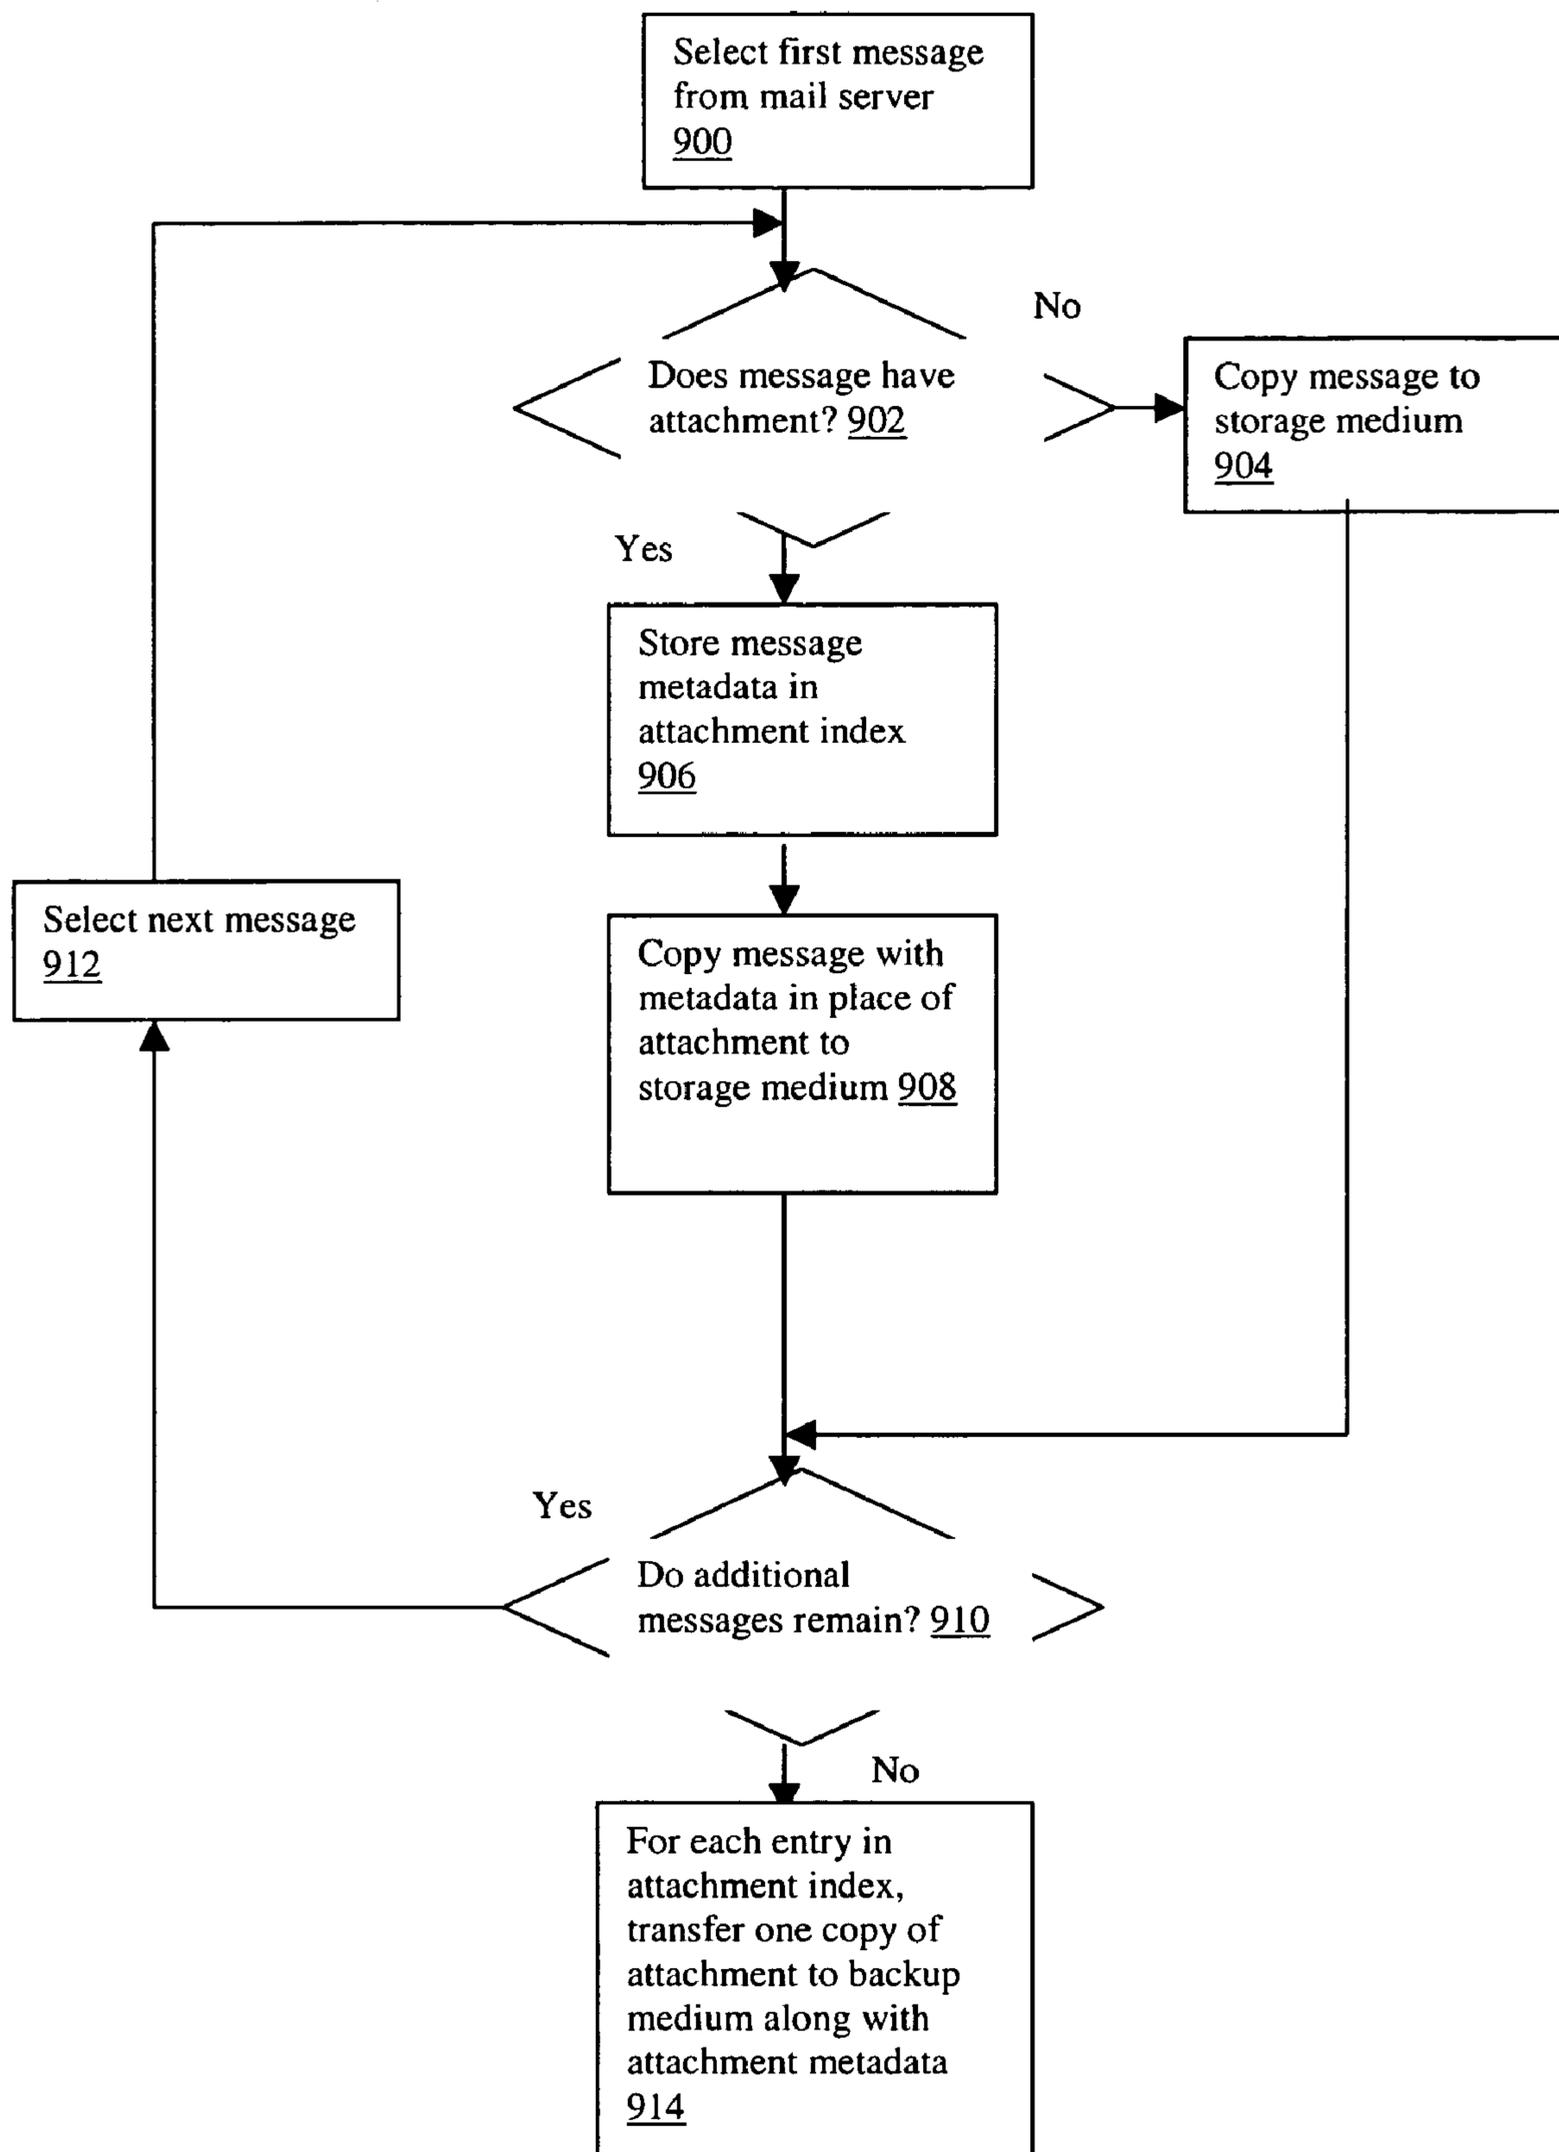 Select first message
from mail server
900
No
Does message have
attachment? 902
Copy message to
storage medium
904
Yes
Store message
metadata in
attachment index
906
Select next message
912
Copy message with
metadata in place of
attachment to
storage medium 908
Yes
Do additional
messages remain? 910
No
For each entry in
attachment index,
transfer one copy of
attachment to backup
medium along with
attachment metadata
914